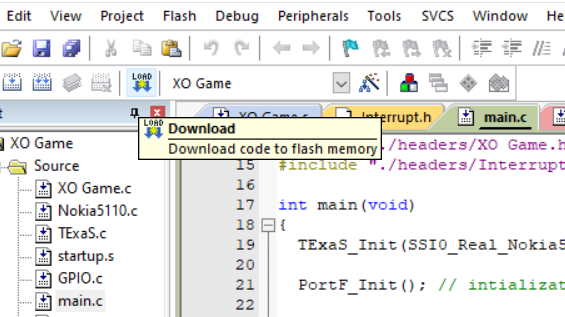 Edit View Project Flash Debug Peripherals Tools SVCS Window He
LOAD XO Game
XO Game.c Interrupt.h main.c
LOAD Download
Download code to flash memory
XO Game
Source
XO Game.c
Nokia5110.c
TExaS.c
startup.s
GPIO.c
main.c
./headers/XO Game.h
15 #include "./headers/Interrupt
16
17 int main(void)
18 {
19 TExaS_Init(SSI0_Real_Nokia5
20
21 PortF_Init(); // intializat
22